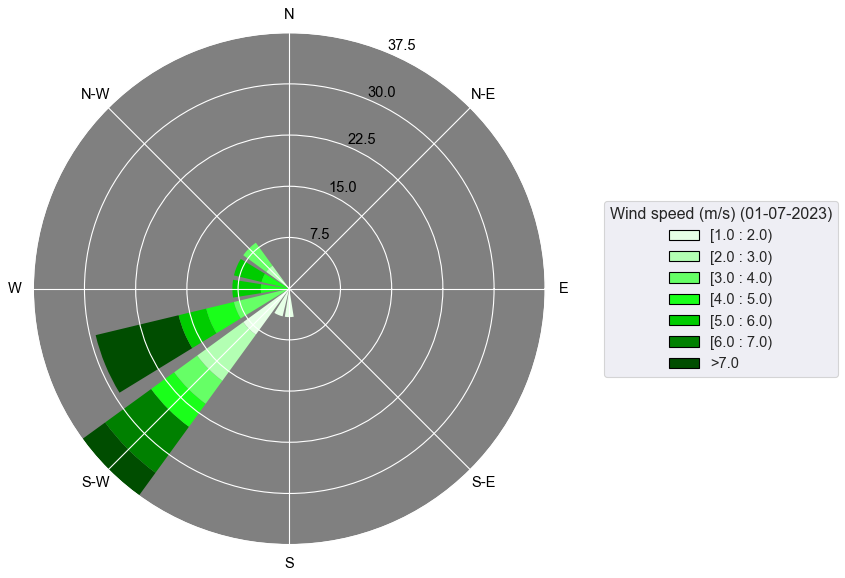 N
37.5
N-W
30.0
N-E
22.5
15.0
Wind speed (m/s) (01-07-2023)
7.5
[1.0 : 2.0)
[2.0 : 3.0)
[3.0 : 4.0)
W
E
[4.0 : 5.0)
[5.0 : 6.0)
[6.0 : 7.0)
>7.0
S-W
S-E
S